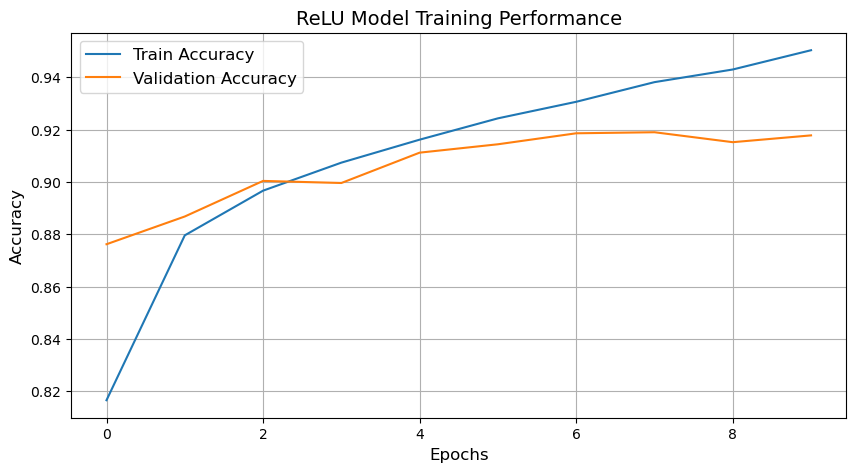 ReLU Model Training Performance
Train Accuracy
Validation Accuracy
Accuracy
0.94
0.92
0.90
0.88
0.86
0.84
0.82
0 2 4 6 8
Epochs